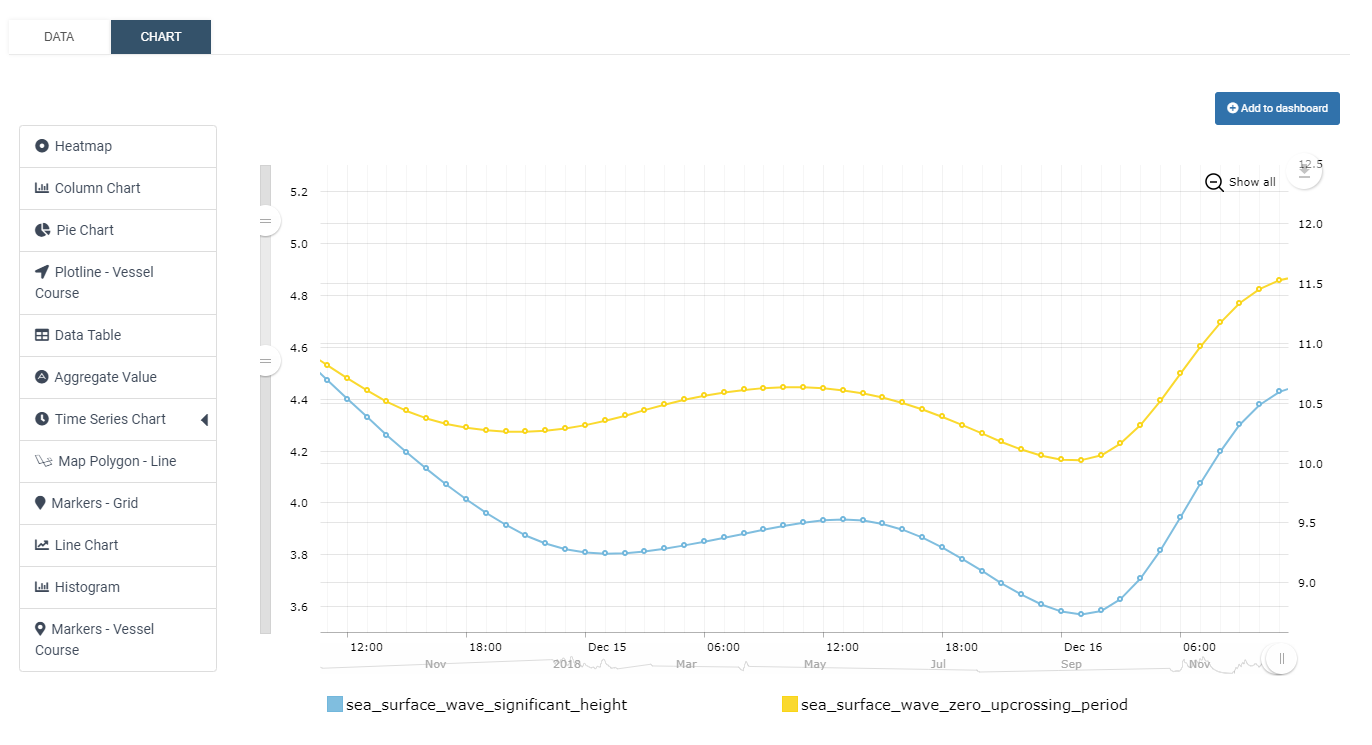 DATA
CHART
Add to dashboard
Heatmap
Column Chart
Pie Chart
Plotline - Vessel
Course
Data Table
Aggregate Value
Time Series Chart
Map Polygon - Line
Markers - Grid
Line Chart
Histogram
Markers - Vessel
Course
5.2
5.0
4.8
4.6
4.4
4.2
4.0
3.8
3.6
Show all
12.5
12.0
11.5
11.0
10.5
10.0
9.5
9.0
12:00 18:00 Dec 15 06:00 12:00 18:00 Dec 16 06:00
Nov 2018 Mar May Jul Sep Nov
sea_surface_wave_significant_height
sea_surface_wave_zero_upcrossing_period